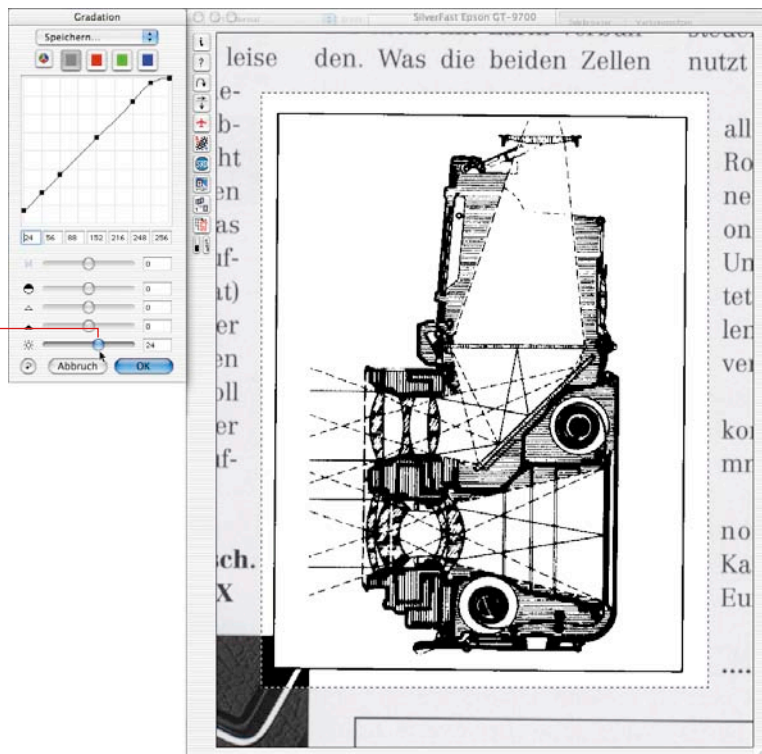 Gradation
Speichern...
24 56 88 152 216 248 256
0
0
0
0
24
Abbruch OK
SilverFast Epson GT-9700
i
?
leise den. Was die beiden Zellen nutzt
e-
b-
ht
en
as
uf-
at)
er
en
oll
er
uf-
sch.
X
all
Ro
ne
on
Un
tet
len
ver
kon
mr
no
Ka
Eu
....